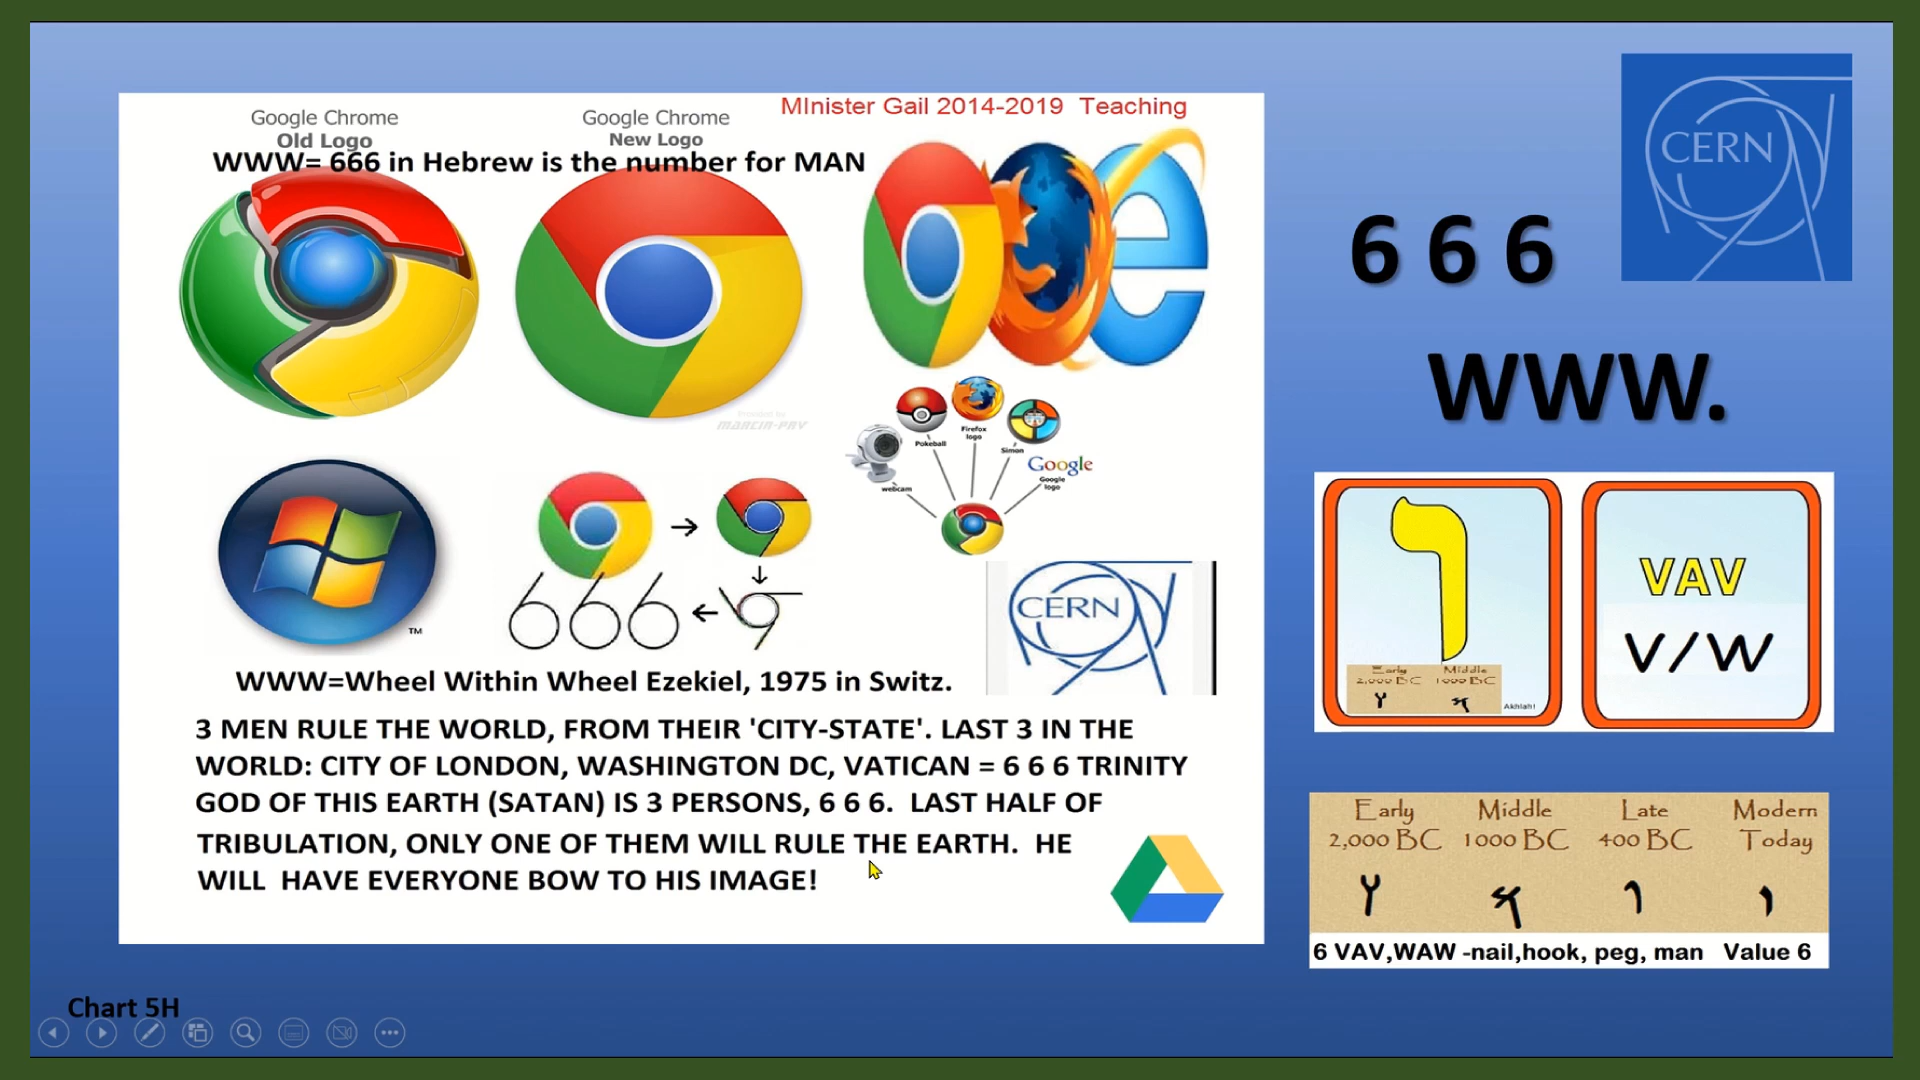 Google Chrome
Old Logo
Google Chrome
New Logo
MInister Gail 2014-2019 Teaching
WWW= 666 in Hebrew is the number for MAN
Provided by
MARCIN-PRV
Pokeball
Firefox
logo
Simon
Google
Google
logo
webcam
TM
666
CERN
WWW=Wheel Within Wheel Ezekiel, 1975 in Switz.
3 MEN RULE THE WORLD, FROM THEIR 'CITY-STATE'. LAST 3 IN THE
WORLD: CITY OF LONDON, WASHINGTON DC, VATICAN = 6 6 6 TRINITY
GOD OF THIS EARTH (SATAN) IS 3 PERSONS, 6 6 6. LAST HALF OF
TRIBULATION, ONLY ONE OF THEM WILL RULE THE EARTH. HE
WILL HAVE EVERYONE BOW TO HIS IMAGE!
CERN
6 6 6
WWW.
ו
Early Middle
2,000 BC 1000 BC
Akhlah!
VAV
V/W
Early Middle Late Modern
2,000 BC 1000 BC 400 BC Today
6 VAV,WAW -nail,hook, peg, man Value 6
Chart 5H